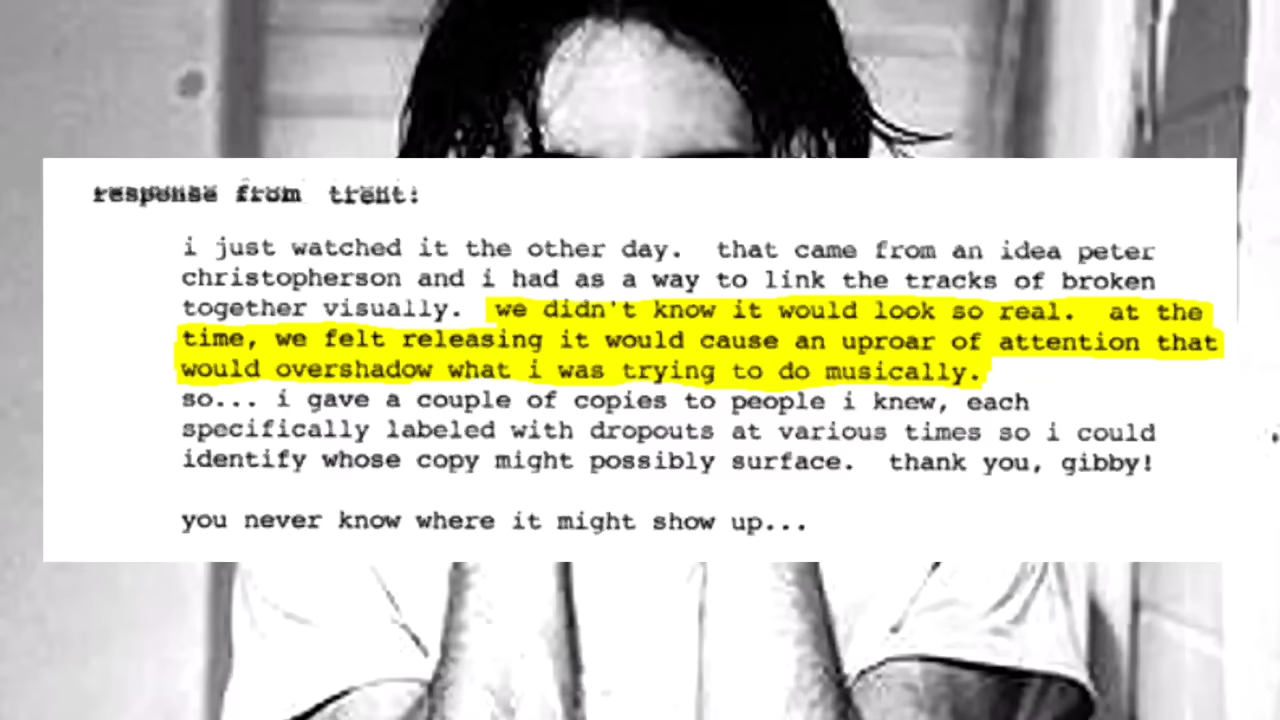 response from trent:
i just watched it the other day. that came from an idea peter
christopherson and i had as a way to link the tracks of broken
together visually. we didn't know it would look so real. at the
time, we felt releasing it would cause an uproar of attention that
would overshadow what i was trying to do musically.
so... i gave a couple of copies to people i knew, each
specifically labeled with dropouts at various times so i could
identify whose copy might possibly surface. thank you, gibby!
you never know where it might show up...